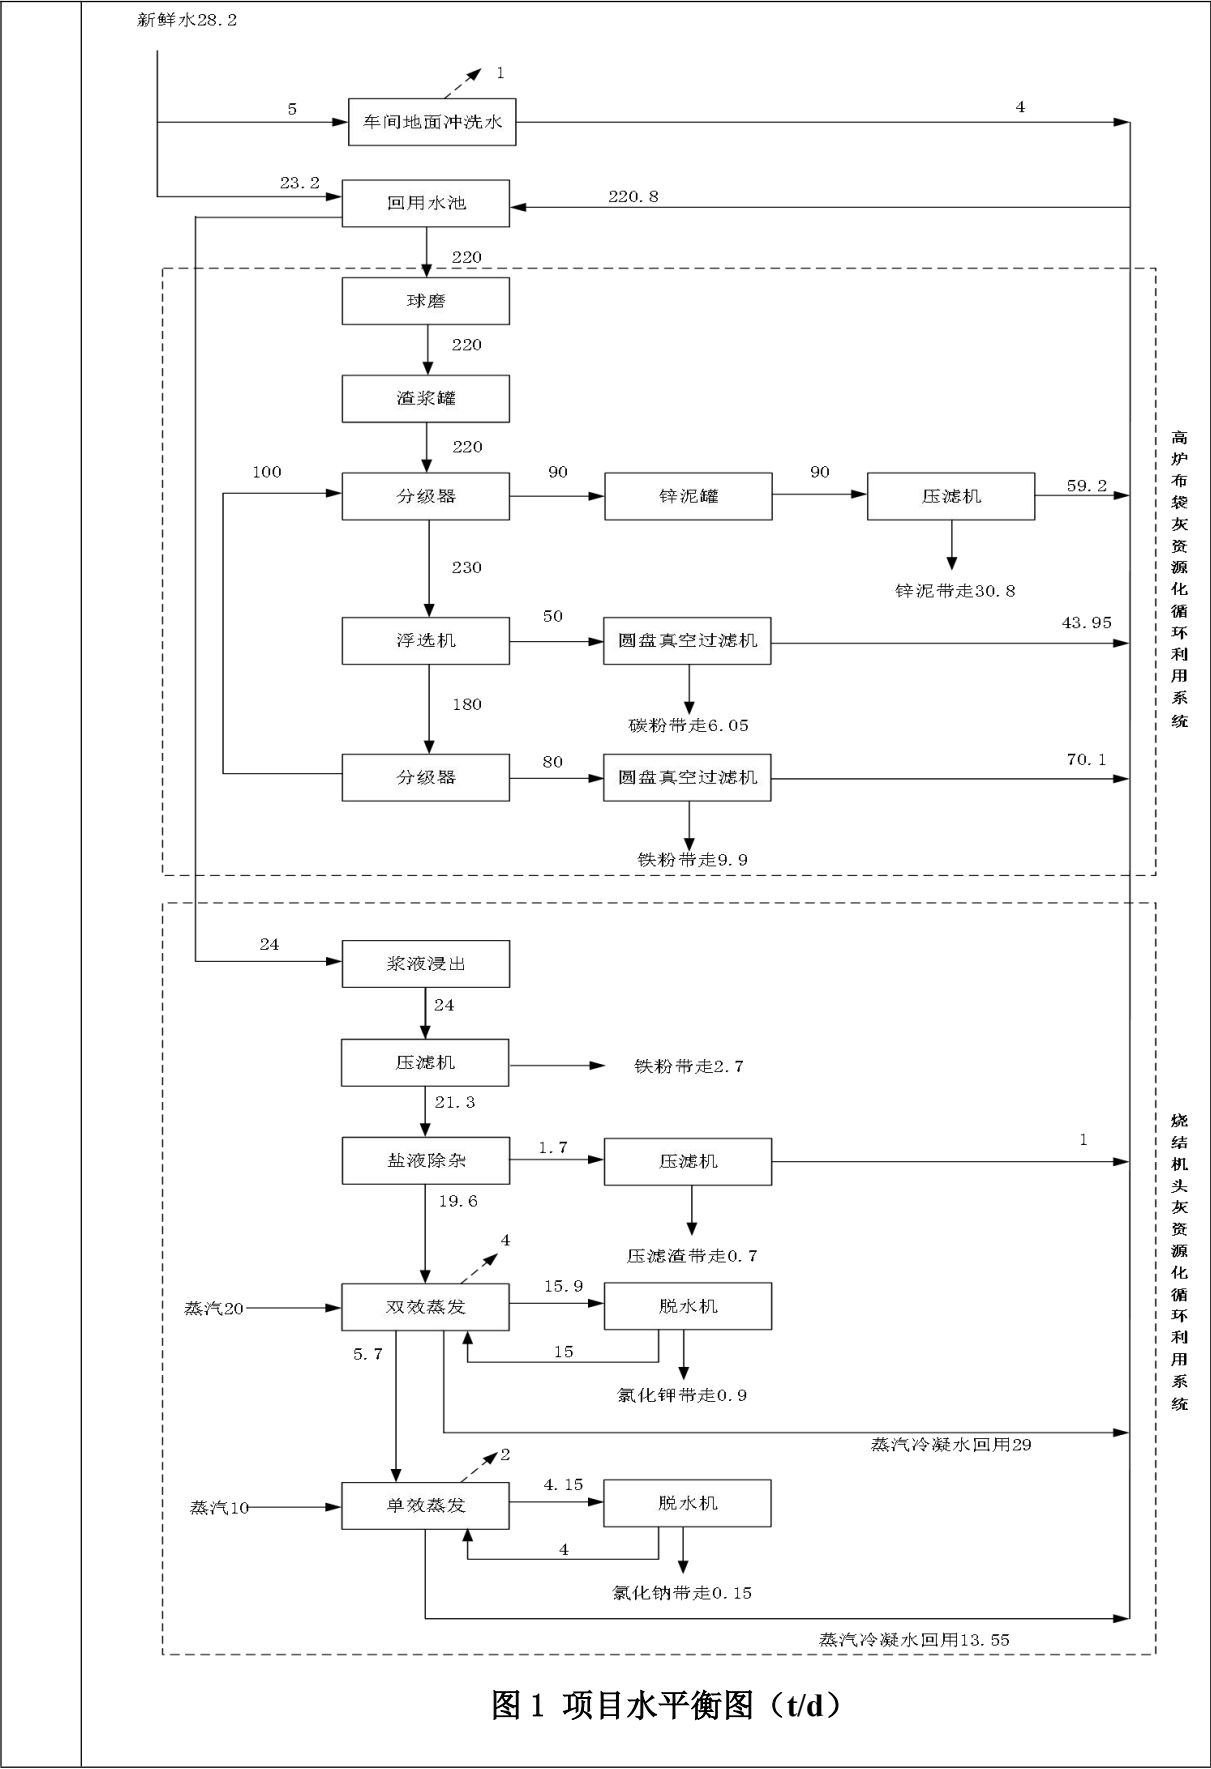 新鲜水28.2
1
5
车间地面冲洗水
4
23.2
回用水池
220.8
220
球磨
220
渣浆罐
220
100
分级器
90
锌泥罐
90
压滤机
59.2
锌泥带走30.8
230
浮选机
50
圆盘真空过滤机
43.95
碳粉带走6.05
180
分级器
80
圆盘真空过滤机
70.1
铁粉带走9.9
高炉布袋灰资源化循环利用系统
24
浆液浸出
24
压滤机
铁粉带走2.7
21.3
盐液除杂
1.7
压滤机
1
压滤渣带走0.7
19.6
4
蒸汽20
双效蒸发
15.9
脱水机
15
氯化钾带走0.9
5.7
蒸汽冷凝水回用29
2
蒸汽10
单效蒸发
4.15
脱水机
4
氯化钠带走0.15
蒸汽冷凝水回用13.55
烧结机头灰资源化循环利用系统
图1 项目水平衡图（t/d）